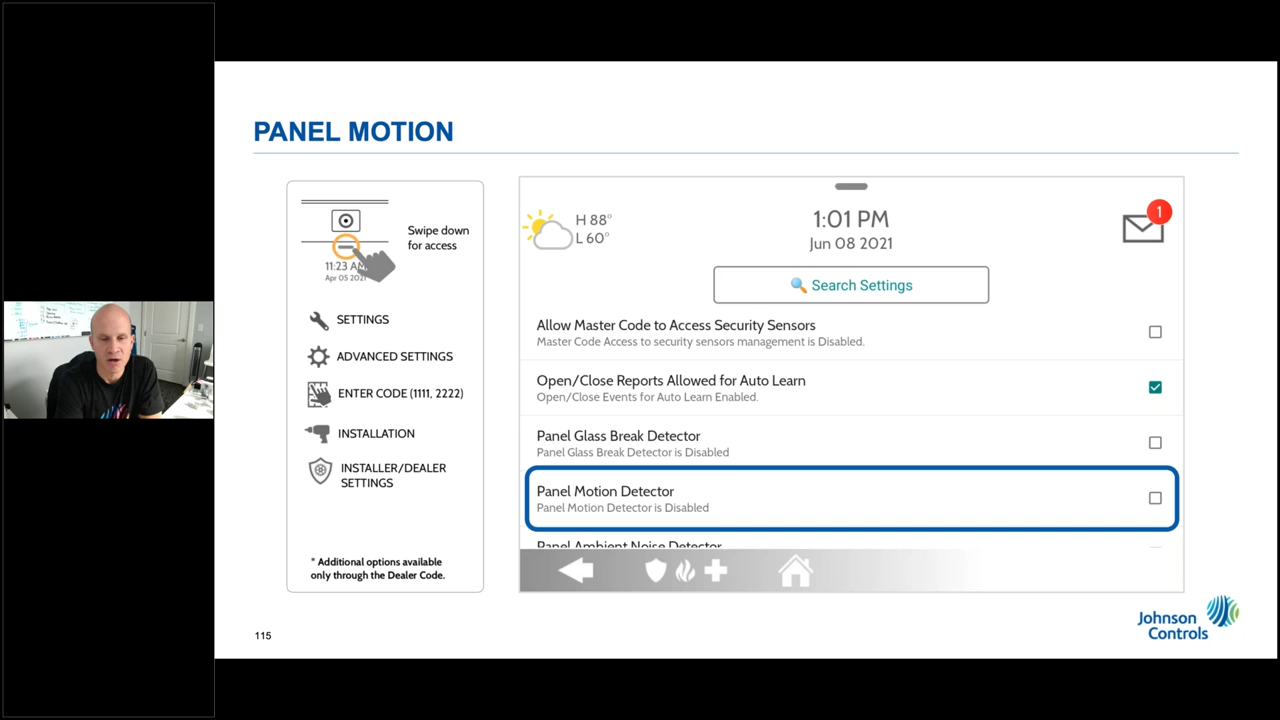 PANEL MOTION
Swipe down
for access
11:23 AM
Apr 05 2021
SETTINGS
ADVANCED SETTINGS
ENTER CODE (1111, 2222)
INSTALLATION
INSTALLER/DEALER
SETTINGS
* Additional options available
only through the Dealer Code.
H 88°
L 60°
1:01 PM
Jun 08 2021
1
Search Settings
Allow Master Code to Access Security Sensors
Master Code Access to security sensors management is Disabled.
Open/Close Reports Allowed for Auto Learn
Open/Close Events for Auto Learn Enabled.
Panel Glass Break Detector
Panel Glass Break Detector is Disabled
Panel Motion Detector
Panel Motion Detector is Disabled
Panel Ambient Noise Detector
Johnson
Controls
115